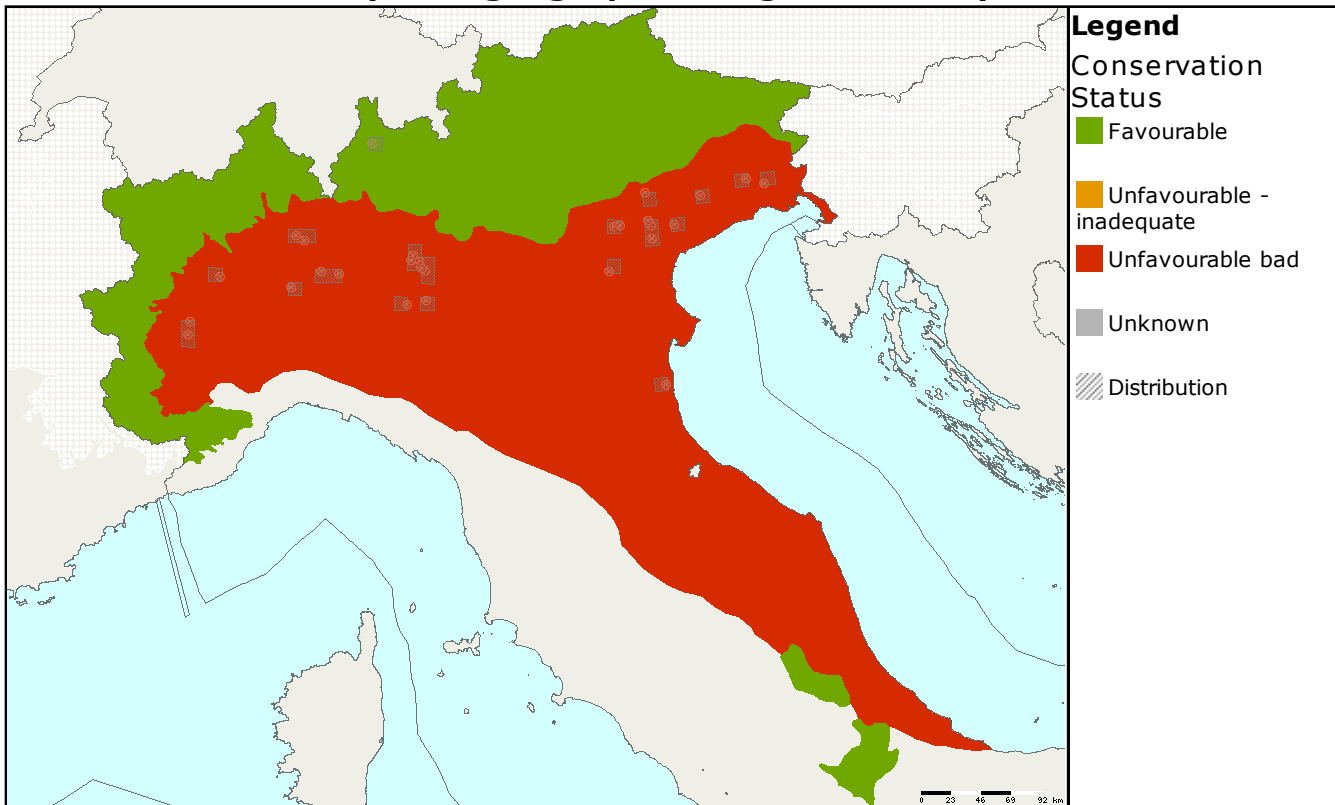 Legend
Conservation
Status
Favourable
Unfavourable -
inadequate
Unfavourable bad
Unknown
Distribution
0 23 46 69 92 km